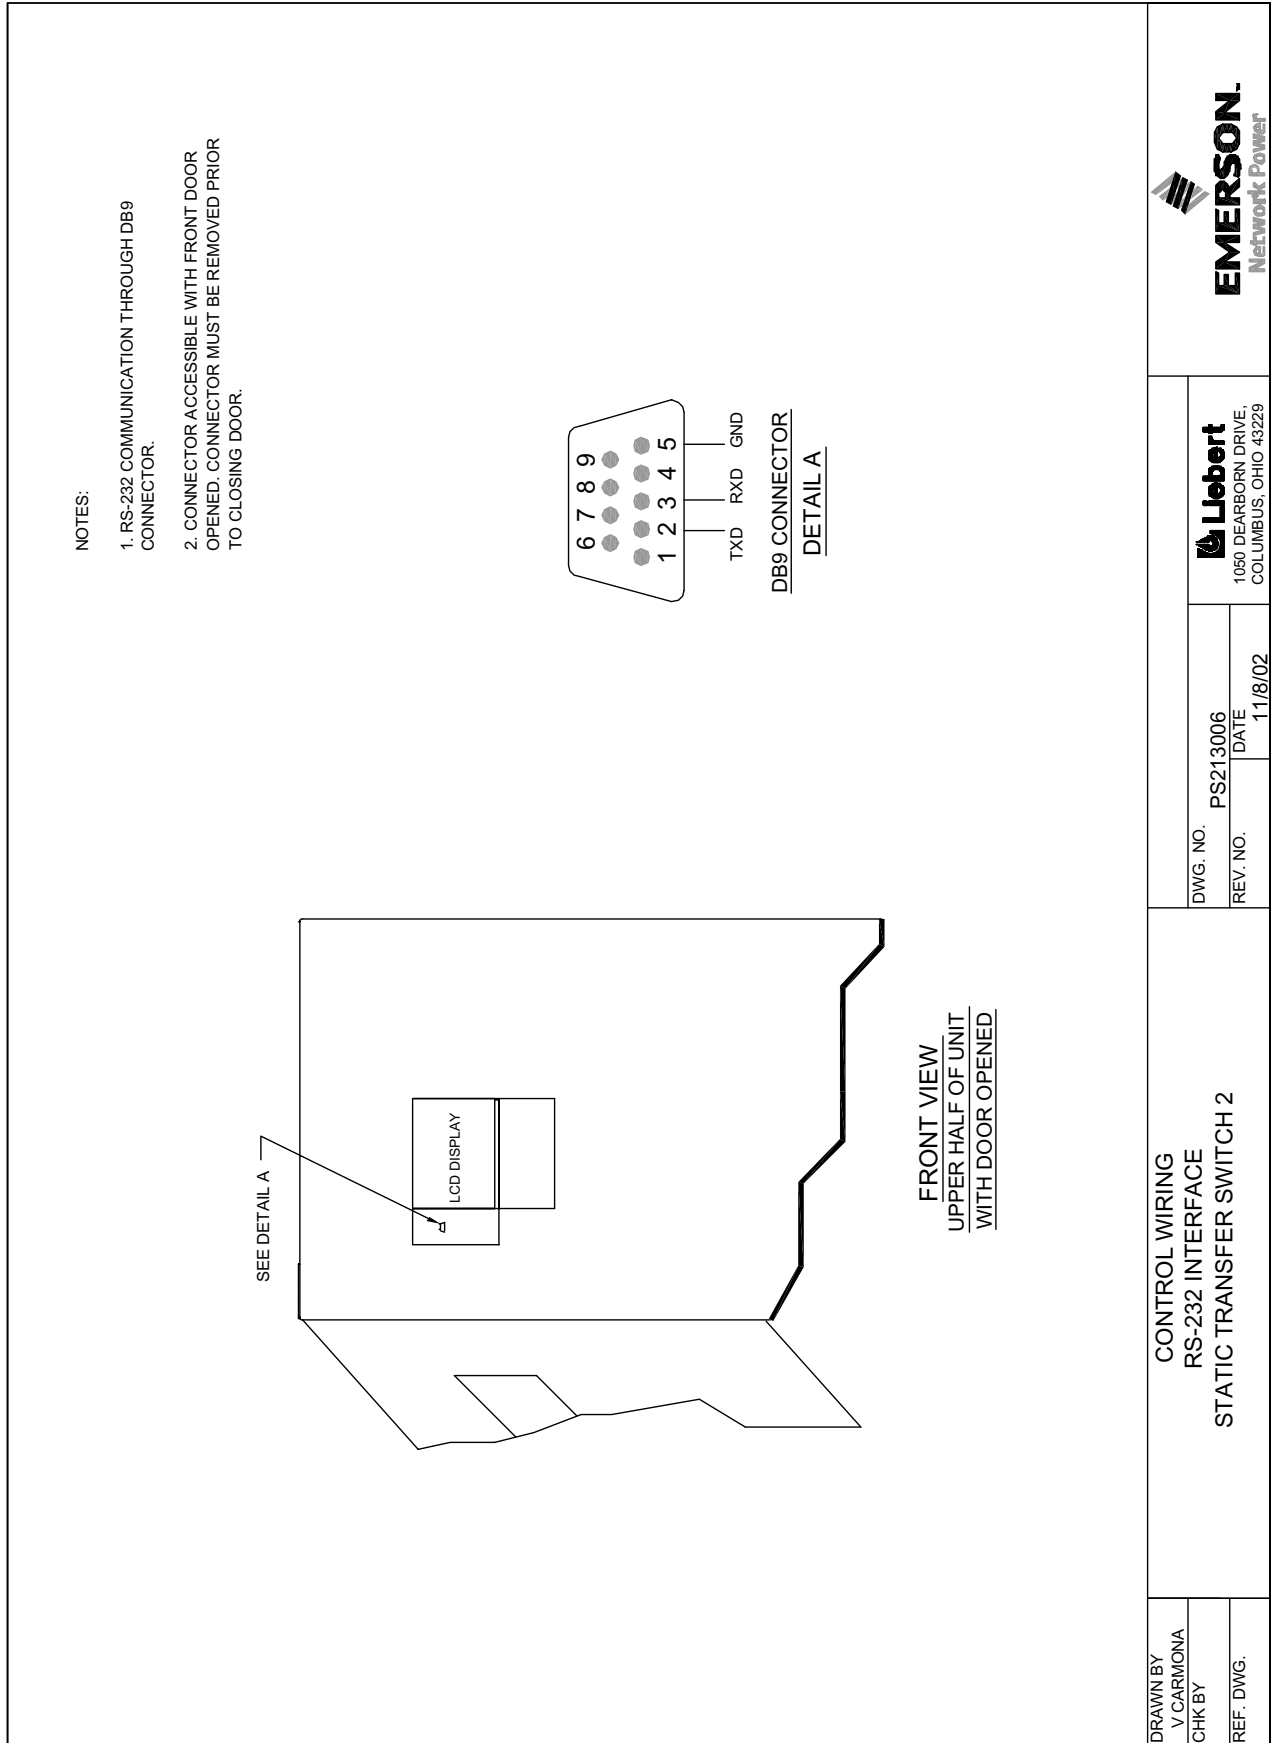 NOTES:
1. RS-232 COMMUNICATION THROUGH DB9
CONNECTOR.
2. CONNECTOR ACCESSIBLE WITH FRONT DOOR
OPENED. CONNECTOR MUST BE REMOVED PRIOR
TO CLOSING DOOR.
SEE DETAIL A
LCD DISPLAY
FRONT VIEW
UPPER HALF OF UNIT
WITH DOOR OPENED
6 7 8 9
1 2 3 4 5
TXD RXD GND
DB9 CONNECTOR
DETAIL A
DRAWN BY
V CARMONA
CHK BY
REF. DWG.
CONTROL WIRING
RS-232 INTERFACE
STATIC TRANSFER SWITCH 2
DWG. NO.
PS213006
REV. NO.
DATE
11/8/02
Liebert
1050 DEARBORN DRIVE,
COLUMBUS, OHIO 43229
EMERSON™
Network Power